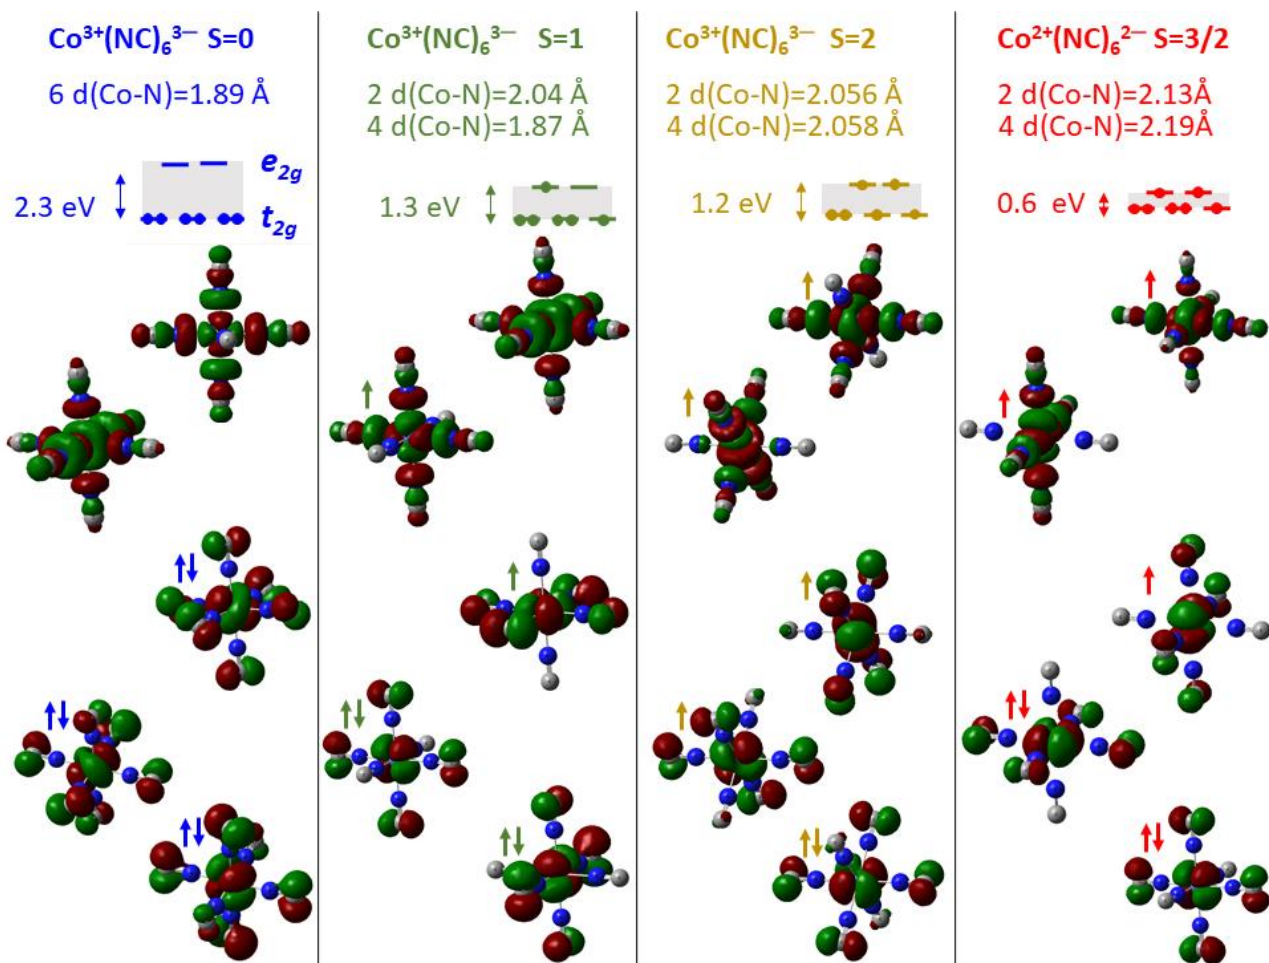 Co³⁺(NC)₆³⁻ S=0
6 d(Co-N)=1.89 Å
2.3 eV
e₂g
t₂g
Co³⁺(NC)₆³⁻ S=1
2 d(Co-N)=2.04 Å
4 d(Co-N)=1.87 Å
1.3 eV
Co³⁺(NC)₆³⁻ S=2
2 d(Co-N)=2.056 Å
4 d(Co-N)=2.058 Å
1.2 eV
Co²⁺(NC)₆²⁻ S=3/2
2 d(Co-N)=2.13Å
4 d(Co-N)=2.19Å
0.6 eV